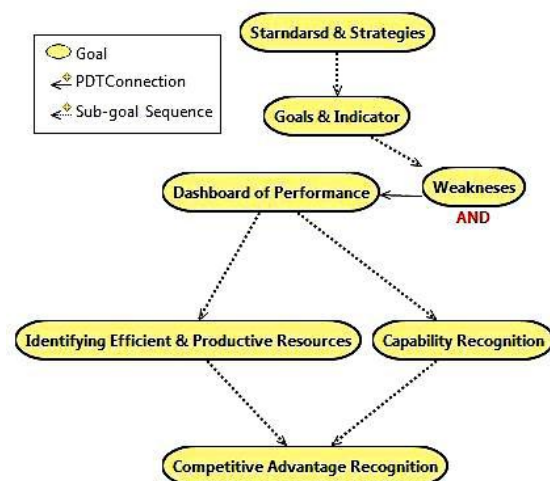 Goal
PDTConnection
Sub-goal Sequence
Starndarsd & Strategies
Goals & Indicator
Weakneses
AND
Dashboard of Performance
Identifying Efficient & Productive Resources
Capability Recognition
Competitive Advantage Recognition